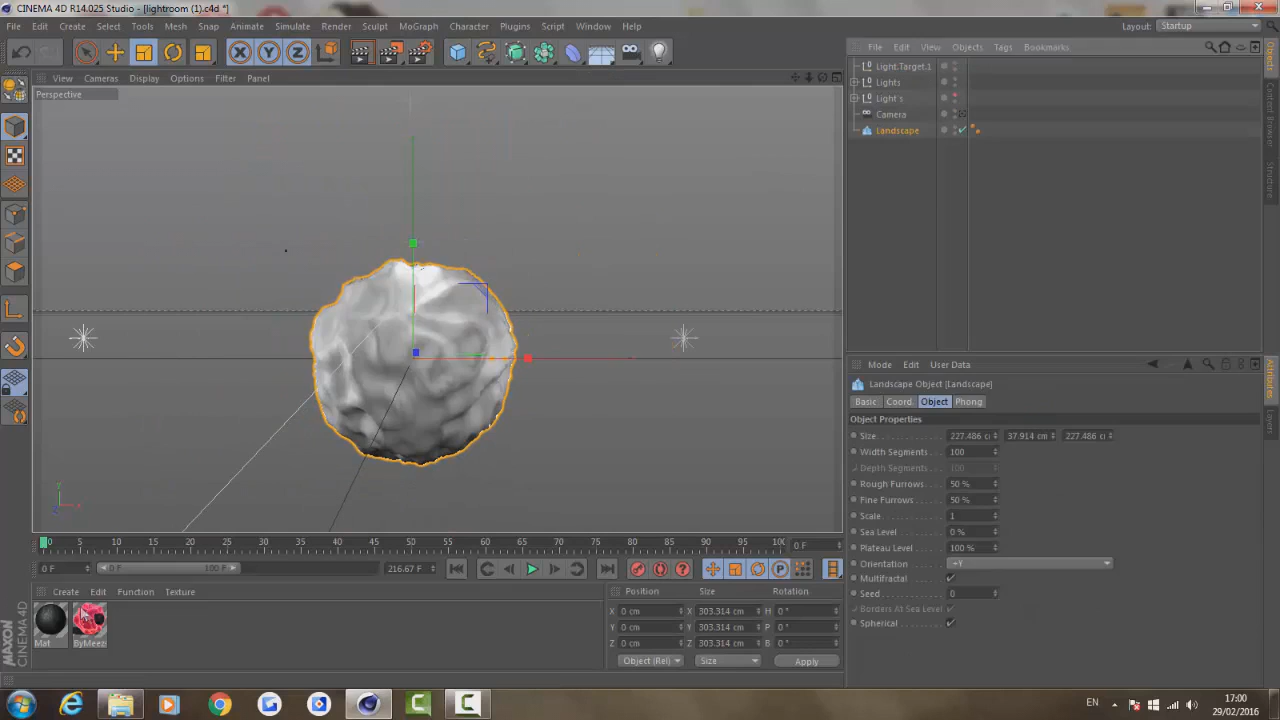 CINEMA 4D R14.025 Studio - [lightroom (1).c4d *]
File Edit Create Select Tools Mesh Snap Animate Simulate Render Sculpt MoGraph Character Plugins Script Window Help
Layout: Startup
View Cameras Display Options Filter Panel
Perspective
File Edit View Objects Tags Bookmarks
Light.Target.1
Lights
Light's
Camera
Landscape
Objects
Content Browser
Structure
Mode Edit User Data
Landscape Object [Landscape]
Basic Coord. Object Phong
Object Properties
Size 227.486 c 37.914 cm 227.486 c
Width Segments 100
Depth Segments 100
Rough Furrows 50 %
Fine Furrows 50 %
Scale 1
Sea Level 0 %
Plateau Level 100 %
Orientation +Y
Multifractal
Seed 0
Borders At Sea Level
Spherical
Attributes
Layers
Y X Z
0 5 10 15 20 25 30 35 40 45 50 55 60 65 70 75 80 85 90 95 0 F
0 F 0 F 100 F 216.67 F
Create Edit Function Texture
Mat ByMeez
Position Size Rotation
X 0 cm X 303.314 cm H 0 °
Y 0 cm Y 303.314 cm P 0 °
Z 0 cm Z 303.314 cm B 0 °
Object (Rel) Size Apply
MAXON CINEMA4D
EN 17:00
29/02/2016